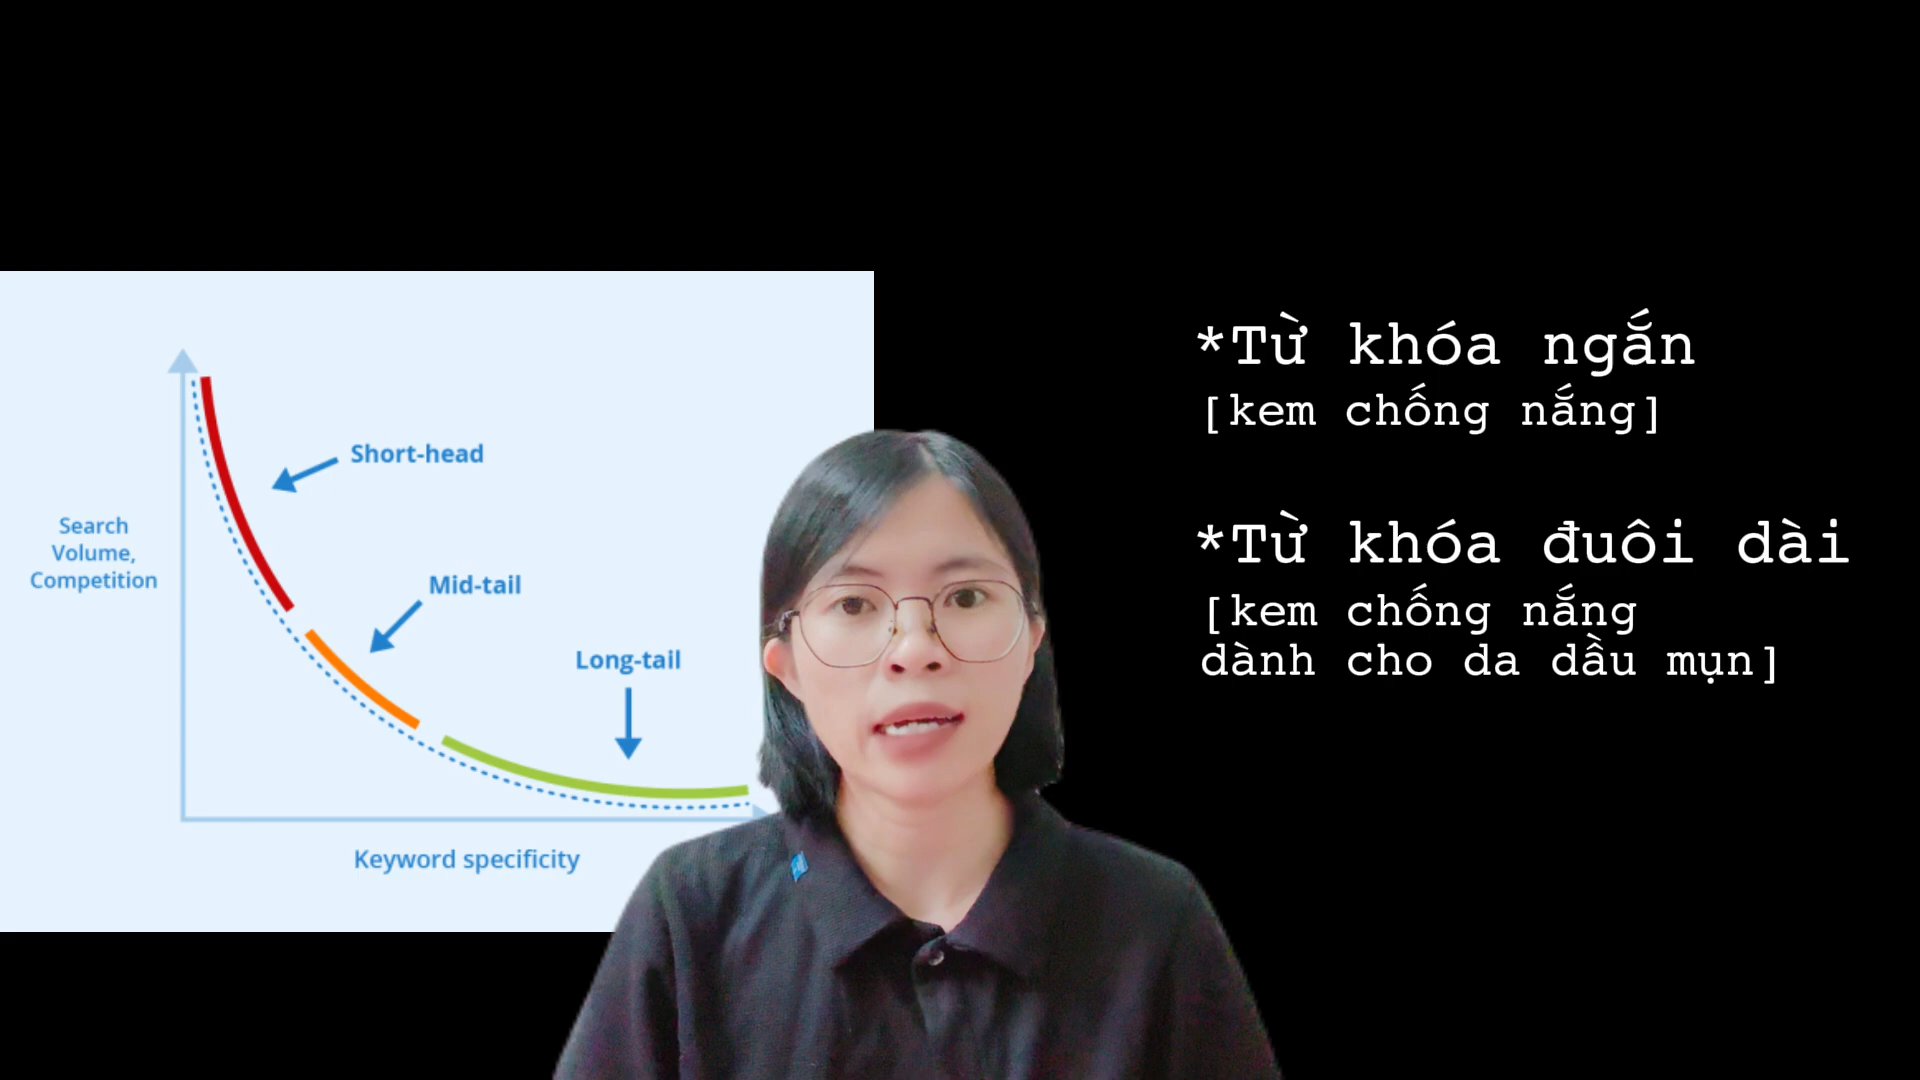 Short-head
Search
Volume,
Competition
Mid-tail
Long-tail
Keyword specificity
*Từ khóa ngắn
[kem chống nắng]
*Từ khóa đuôi dài
[kem chống nắng
dành cho da dầu mụn]